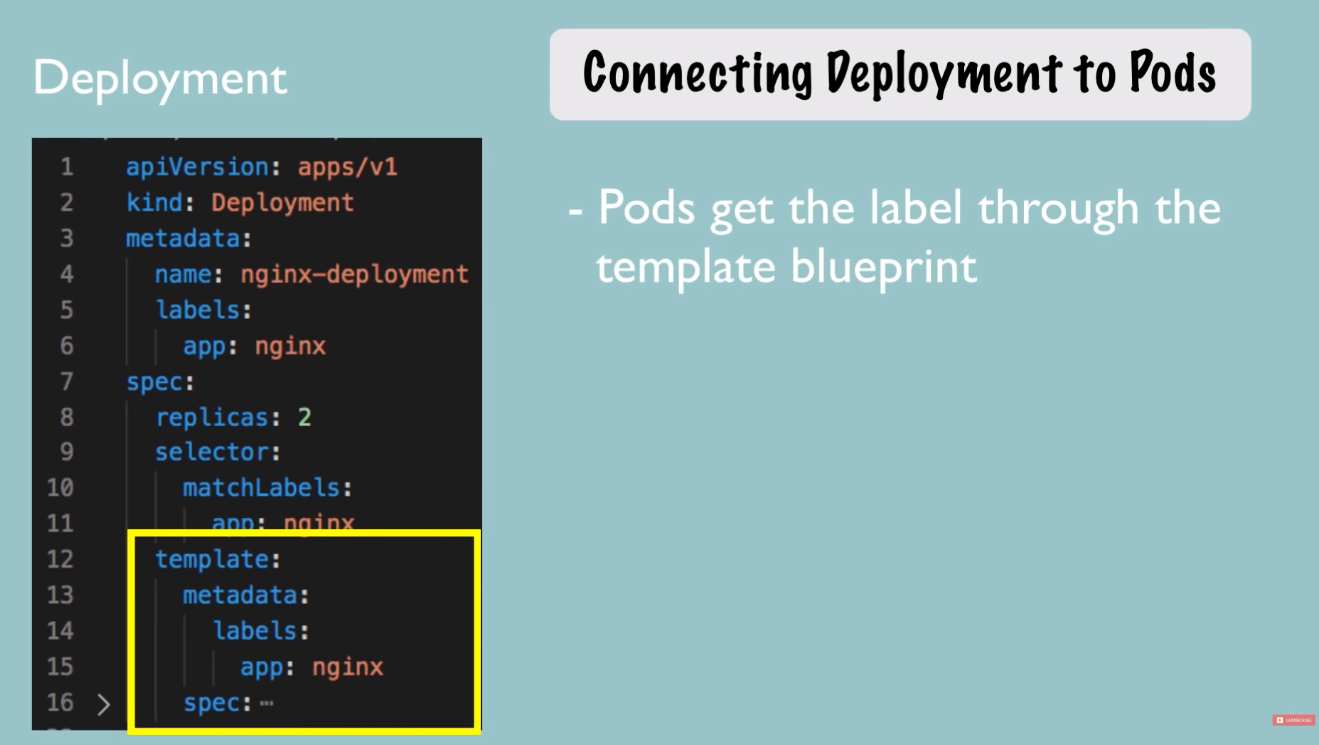 Deployment
Connecting Deployment to Pods
- Pods get the label through the
template blueprint
1 apiVersion: apps/v1
2 kind: Deployment
3 metadata:
4 name: nginx-deployment
5 labels:
6 app: nginx
7 spec:
8 replicas: 2
9 selector:
10 matchLabels:
11 app: nginx
12 template:
13 metadata:
14 labels:
15 app: nginx
16 > spec:⋯
SUBSCRIBE